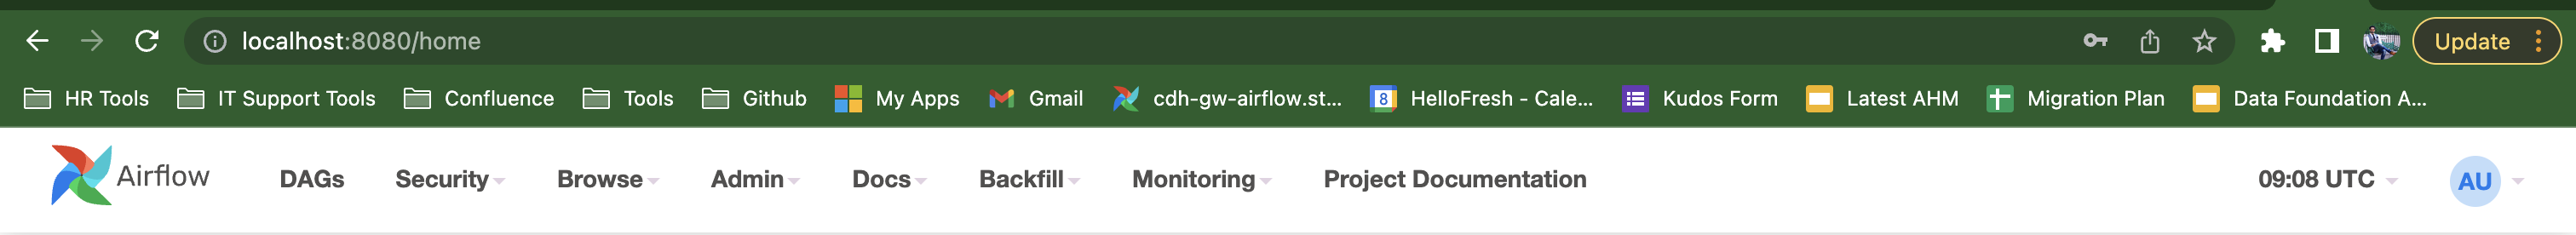 localhost:8080/home Update
HR Tools IT Support Tools Confluence Tools Github My Apps Gmail cdh-gw-airflow.st... 8 HelloFresh - Cale... Kudos Form Latest AHM Migration Plan Data Foundation A...
Airflow DAGs Security Browse Admin Docs Backfill Monitoring Project Documentation 09:08 UTC AU